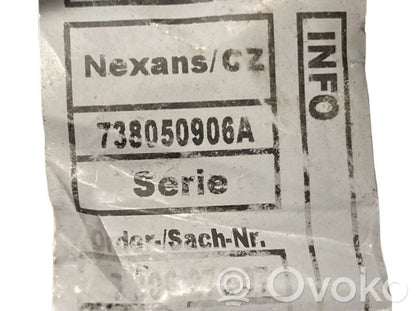 Nexans/CZ
INFO
738050906A
Serie
Order-/Sach-Nr.
Ovoko